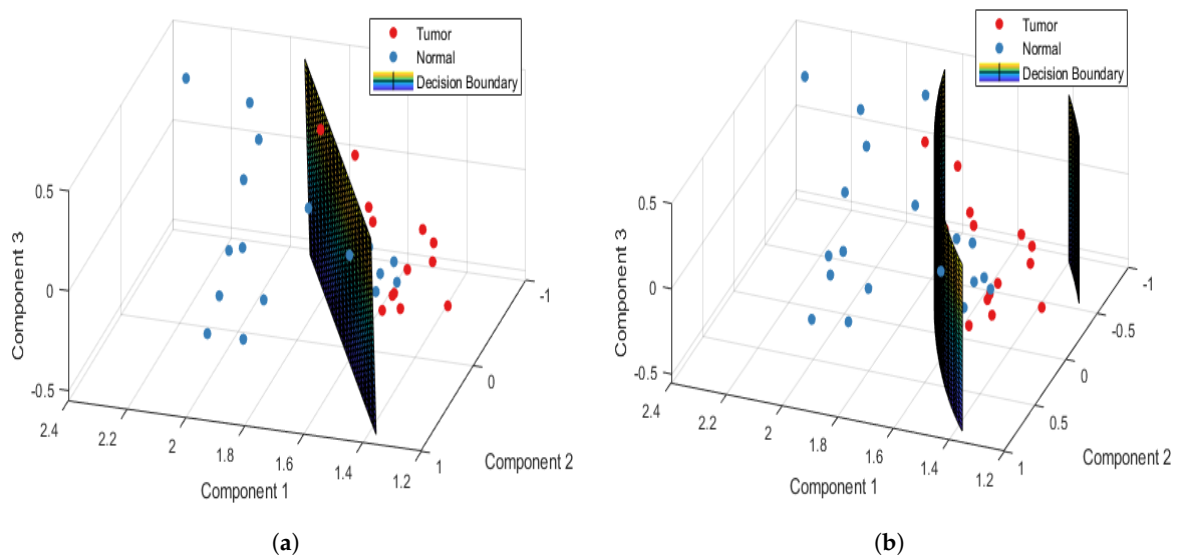 Tumor
Normal
Decision Boundary
0.5
0
-0.5
Component 3
2.4
2.2
2
1.8
1.6
1.4
1.2
Component 1
1
0
-1
Component 2
(a)
Tumor
Normal
Decision Boundary
0.5
0
-0.5
Component 3
2.4
2.2
2
1.8
1.6
1.4
1.2
Component 1
1
0.5
0
-0.5
-1
Component 2
(b)